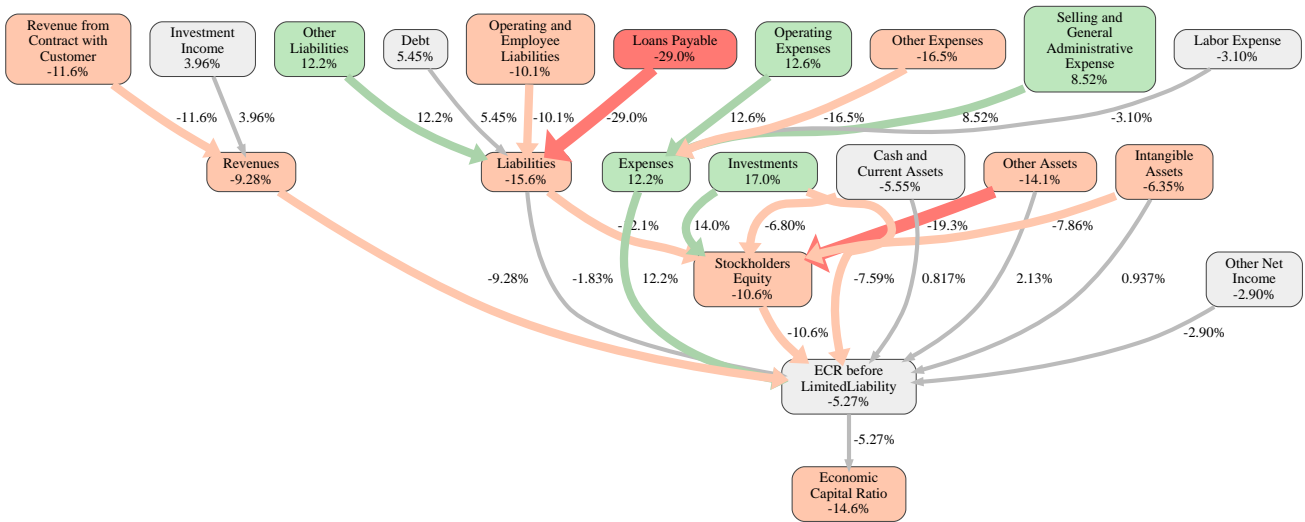 Revenue from
Contract with
Customer
-11.6%
Investment
Income
3.96%
Other
Liabilities
12.2%
Debt
5.45%
Operating and
Employee
Liabilities
-10.1%
Loans Payable
-29.0%
Operating
Expenses
12.6%
Other Expenses
-16.5%
Selling and
General
Administrative
Expense
8.52%
Labor Expense
-3.10%
-11.6%
3.96%
12.2%
5.45%
-10.1%
-29.0%
12.6%
-16.5%
8.52%
-3.10%
Revenues
-9.28%
Liabilities
-15.6%
Expenses
12.2%
Investments
17.0%
Cash and
Current Assets
-5.55%
Other Assets
-14.1%
Intangible
Assets
-6.35%
2.1%
14.0%
-6.80%
-19.3%
-7.86%
Stockholders
Equity
-10.6%
Other Net
Income
-2.90%
-9.28%
-1.83%
12.2%
-7.59%
0.817%
2.13%
0.937%
-10.6%
-2.90%
ECR before
LimitedLiability
-5.27%
-5.27%
Economic
Capital Ratio
-14.6%